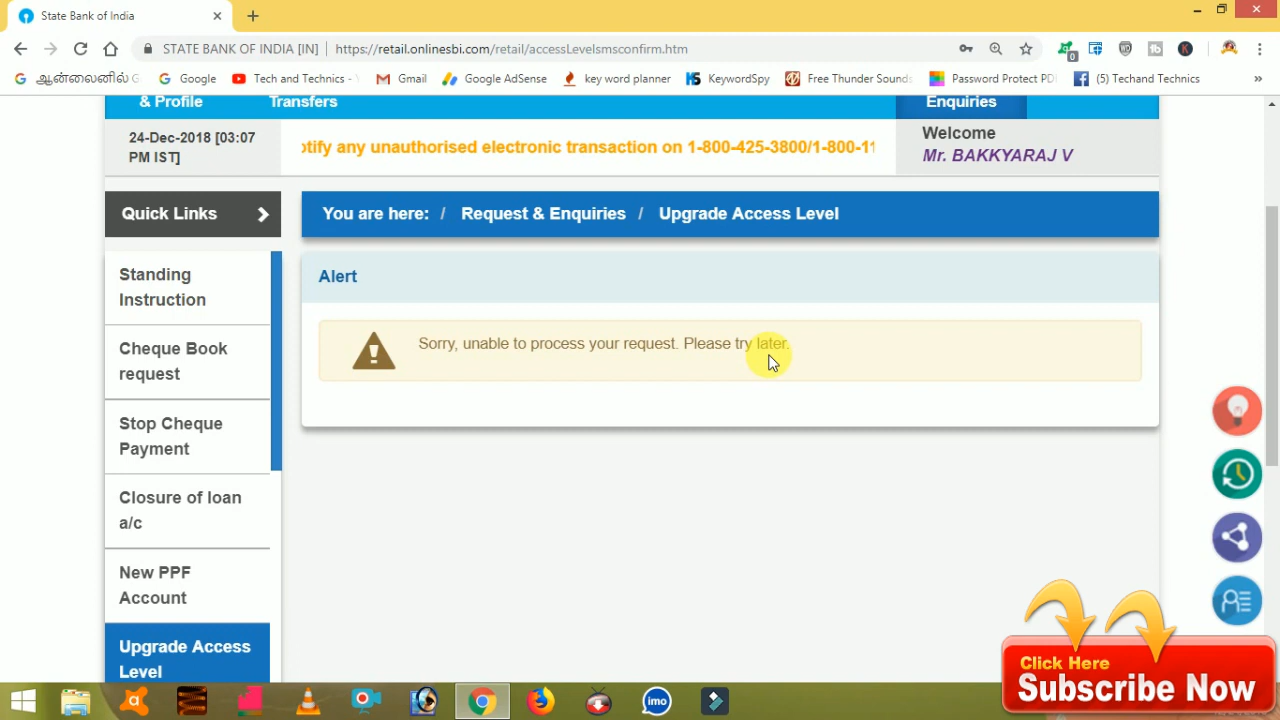 State Bank of India
STATE BANK OF INDIA [IN]
https://retail.onlinesbi.com/retail/accessLevelsmsconfirm.htm
0
ஆன்லைனில்
Google
Tech and Technics -
Gmail
Google AdSense
key word planner
KeywordSpy
Free Thunder Sounds
Password Protect PD
(5) Techand Technics
»
& Profile
Transfers
Enquiries
24-Dec-2018 [03:07
PM IST]
otify any unauthorised electronic transaction on 1-800-425-3800/1-800-11
Welcome
Mr. BAKKYARAJ V
Quick Links
You are here: / Request & Enquiries / Upgrade Access Level
Standing
Instruction
Cheque Book
request
Stop Cheque
Payment
Closure of loan
a/c
New PPF
Account
Upgrade Access
Level
Alert
Sorry, unable to process your request. Please try later.
Click Here
Subscribe Now
imo